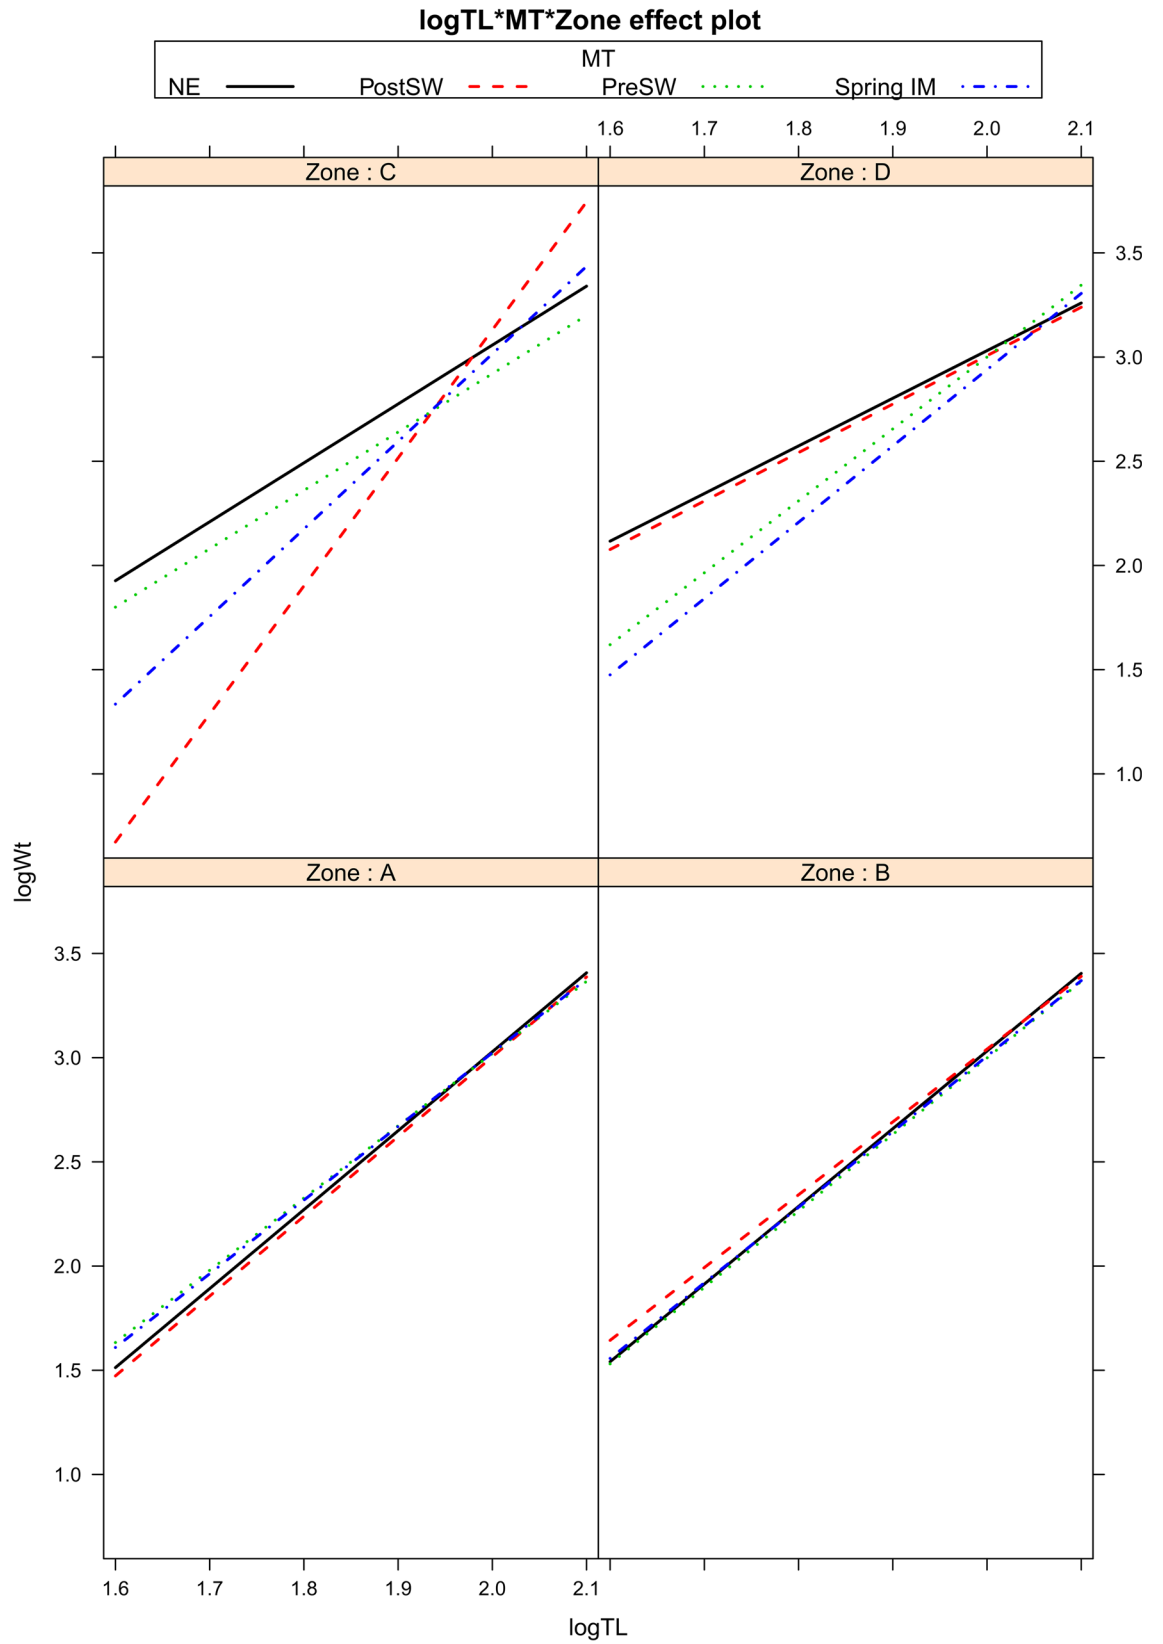 logTL*MT*Zone effect plot
MT
NE PostSW PreSW Spring IM
1.6 1.7 1.8 1.9 2.0 2.1
Zone : C Zone : D
3.5
3.0
2.5
2.0
1.5
1.0
logWt
Zone : A Zone : B
3.5
3.0
2.5
2.0
1.5
1.0
1.6 1.7 1.8 1.9 2.0 2.1
logTL